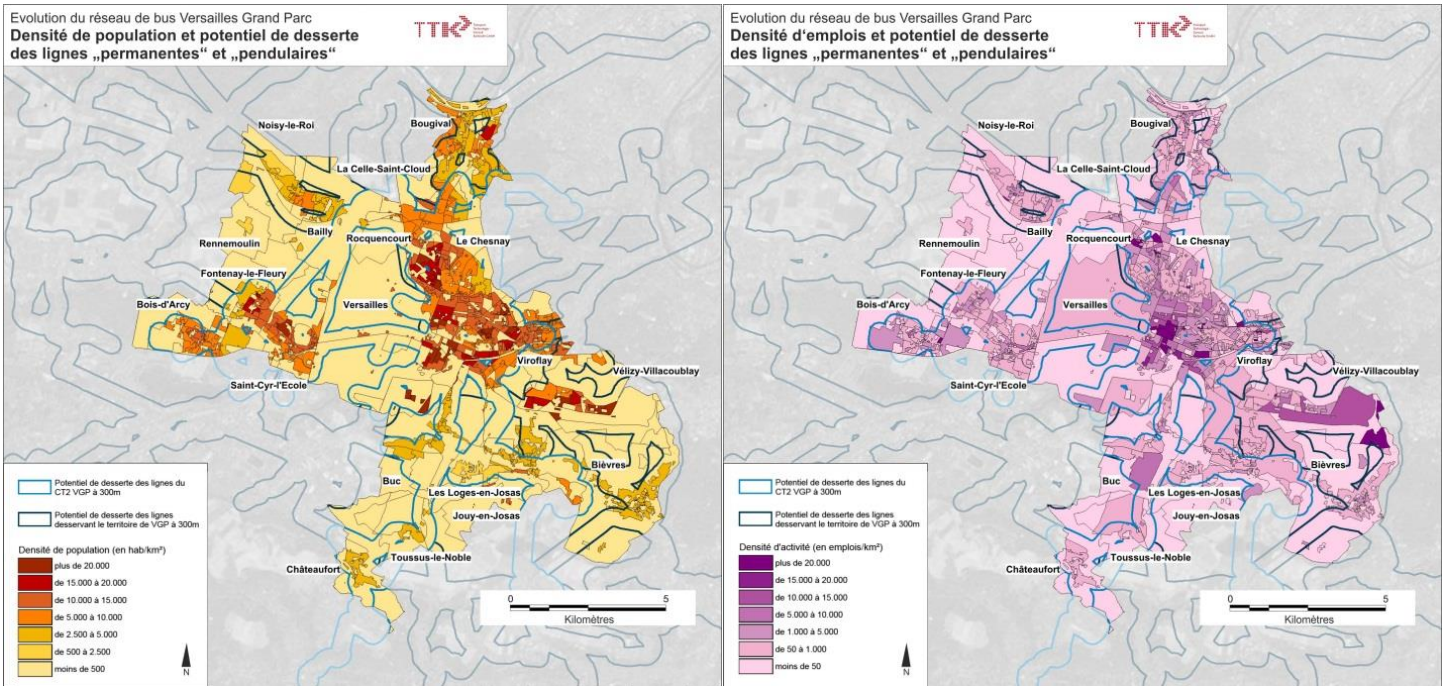 Evolution du réseau de bus Versailles Grand Parc
Densité de population et potentiel de desserte
des lignes „permanentes“ et „pendulaires“
TTK
Noisy-le-Roi
Bougival
La Celle-Saint-Cloud
Bailly
Rocquencourt
Le Chesnay
Rennemoulin
Fontenay-le-Fleury
Bois-d'Arcy
Versailles
Viroflay
Vélizy-Villacoublay
Saint-Cyr-l'Ecole
Bièvres
Buc
Les Loges-en-Josas
Jouy-en-Josas
Toussus-le-Noble
Châteaufort
Potentiel de desserte des lignes du
CT2 VGP à 300m
Potentiel de desserte des lignes
desservant le territoire de VGP à 300m
Densité de population (en hab/km²)
plus de 20.000
de 15.000 à 20.000
de 10.000 à 15.000
de 5.000 à 10.000
de 2.500 à 5.000
de 500 à 2.500
moins de 500
N
0 5
Kilomètres
Evolution du réseau de bus Versailles Grand Parc
Densité d'emplois et potentiel de desserte
des lignes „permanentes“ et „pendulaires“
TTK
Noisy-le-Roi
Bougival
La Celle-Saint-Cloud
Bailly
Rocquencourt
Le Chesnay
Rennemoulin
Fontenay-le-Fleury
Bois-d'Arcy
Versailles
Viroflay
Vélizy-Villacoublay
Saint-Cyr-l'Ecole
Bièvres
Buc
Les Loges-en-Josas
Jouy-en-Josas
Toussus-le-Noble
Châteaufort
Potentiel de desserte des lignes du
CT2 VGP à 300m
Potentiel de desserte des lignes
desservant le territoire de VGP à 300m
Densité d'activité (en emplois/km²)
plus de 20.000
de 15.000 à 20.000
de 10.000 à 15.000
de 5.000 à 10.000
de 1.000 à 5.000
de 50 à 1.000
moins de 50
N
0 5
Kilomètres